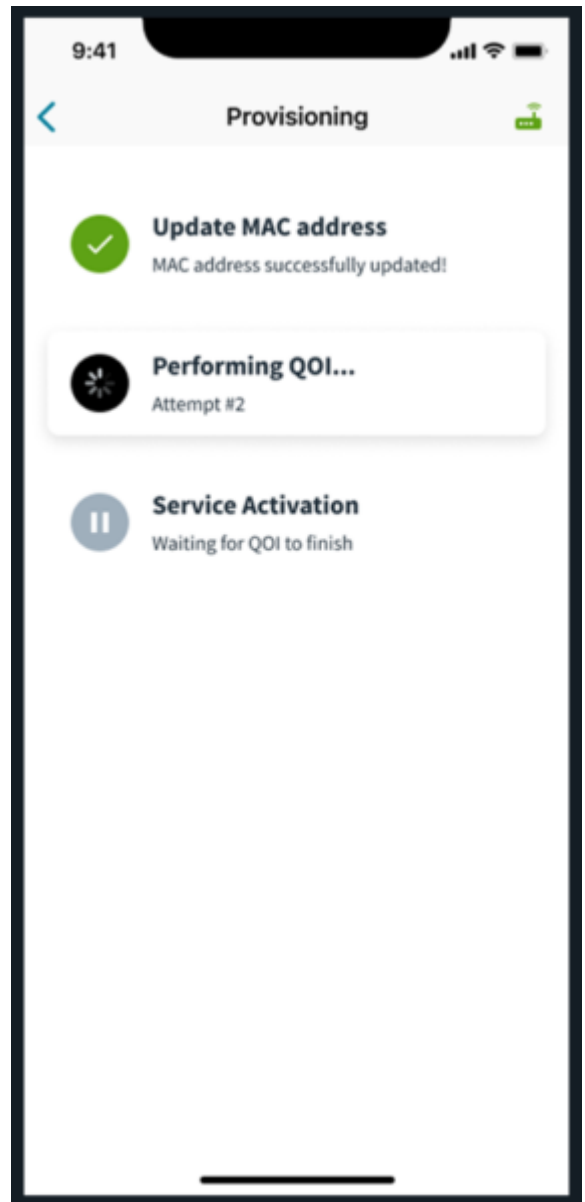 9:41
Provisioning
Update MAC address
MAC address successfully updated!
Performing QOI...
Attempt #2
Service Activation
Waiting for QOI to finish